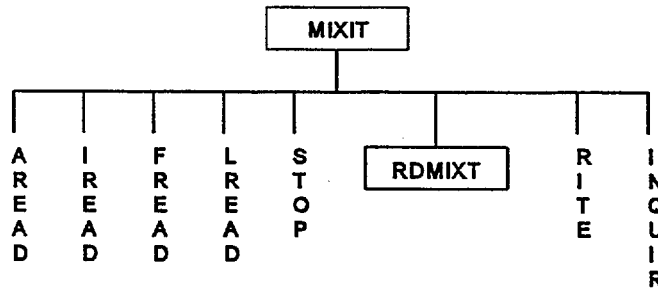 MIXIT
AREAD
IREAD
FREAD
LREAD
STOP
RDMIXT
RITE
INQUIR